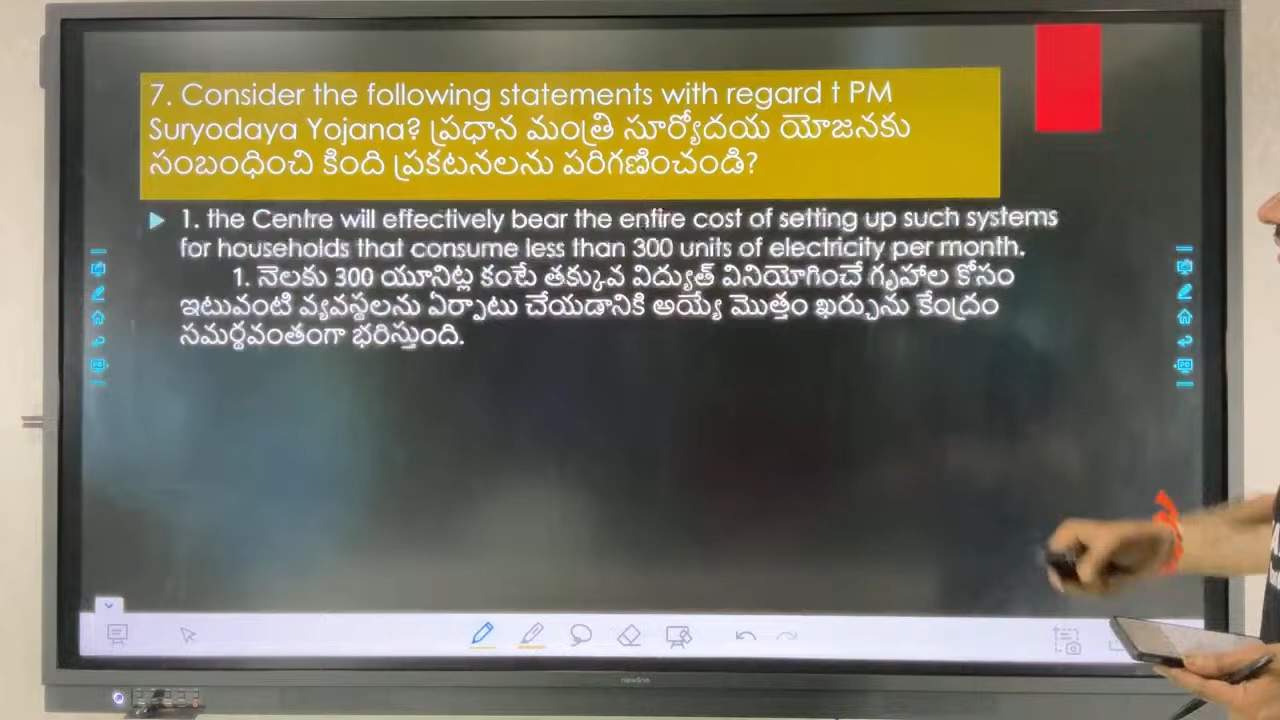 7. Consider the following statements with regard t PM
Suryodaya Yojana? ప్రధాన మంత్రి సూర్యోదయ యోజనకు
సంబంధించి కింది ప్రకటనలను పరిగణించండి?
1. the Centre will effectively bear the entire cost of setting up such systems
for households that consume less than 300 units of electricity per month.
1. నెలకు 300 యూనిట్ల కంటే తక్కువ విద్యుత్ వినియోగించే గృహాల కోసం
ఇటువంటి వ్యవస్థలను ఏర్పాటు చేయడానికి అయ్యే మొత్తం ఖర్చును కేంద్రం
సమర్థవంతంగా భరిస్తుంది.
newline